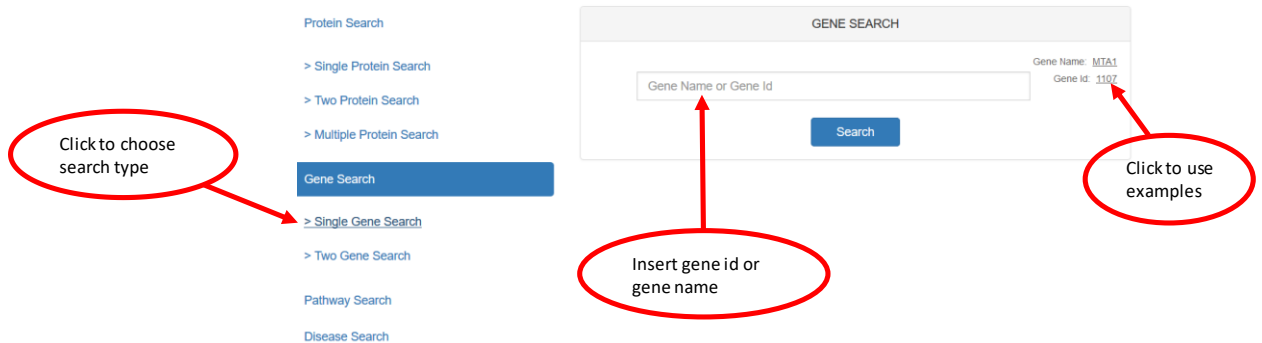 Protein Search
> Single Protein Search
> Two Protein Search
> Multiple Protein Search
Gene Search
> Single Gene Search
> Two Gene Search
Pathway Search
Disease Search
GENE SEARCH
Gene Name: MTA1
Gene Id: 1107
Gene Name or Gene Id
Search
Click to choose
search type
Insert gene id or
gene name
Click to use
examples